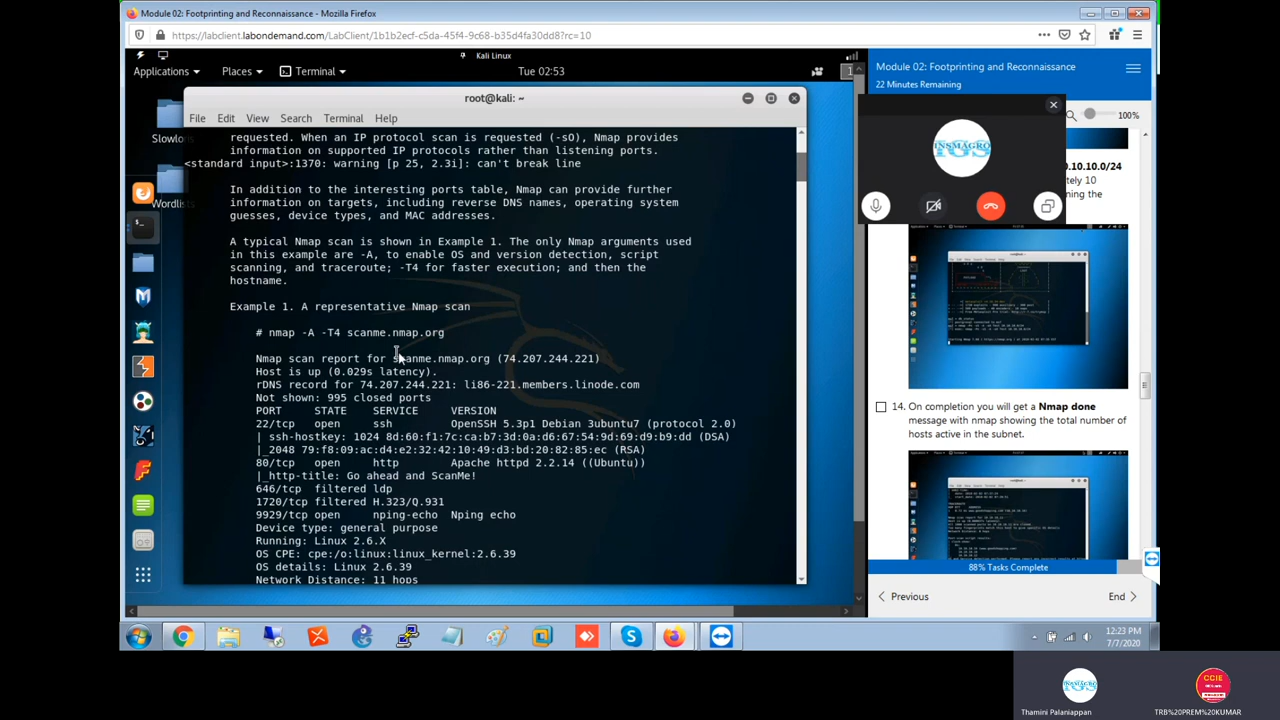 Module 02: Footprinting and Reconnaissance - Mozilla Firefox
labclient.labondemand.com/LabClient/
Kali Linux
Applications Places Terminal Tue 02:53 1
root@kali: ~
File Edit View Search Terminal Help
requested. When an IP protocol scan is requested (-sO), Nmap provides
information on supported IP protocols rather than listening ports.
<standard input>:1370: warning [p 25, 2.3i]: can't break line
In addition to the interesting ports table, Nmap can provide further
information on targets, including reverse DNS names, operating system
guesses, device types, and MAC addresses.
A typical Nmap scan is shown in Example 1. The only Nmap arguments used
in this example are -A, to enable OS and version detection, script
scanning, and traceroute; -T4 for faster execution; and then the
hostname.
Example 1. A representative Nmap scan
# nmap -A -T4 scanme.nmap.org
Nmap scan report for scanme.nmap.org (74.207.244.221)
Host is up (0.029s latency).
rDNS record for 74.207.244.221: li86-221.members.linode.com
Not shown: 995 closed ports
PORT STATE SERVICE VERSION
22/tcp open ssh OpenSSH 5.3p1 Debian 3ubuntu7 (protocol 2.0)
| ssh-hostkey: 1024 8d:60:f1:7c:ca:b7:3d:0a:d6:67:54:9d:69:d9:b9:dd (DSA)
|_2048 79:f8:09:ac:d4:e2:32:42:10:49:d3:bd:20:82:85:ec (RSA)
80/tcp open http Apache httpd 2.2.14 ((Ubuntu))
|_http-title: Go ahead and ScanMe!
646/tcp filtered ldp
1720/tcp filtered H.323/Q.931
9929/tcp open nping-echo Nping echo
Device type: general purpose
Running: Linux 2.6.X
OS CPE: cpe:/o:linux:linux_kernel:2.6.39
OS details: Linux 2.6.39
Network Distance: 11 hops
Slowlo
Wordlist
Module 02: Footprinting and Reconnaissance
22 Minutes Remaining
100%
INSMAGRO
0.10.10.0/24
tely 10
ning the
14. On completion you will get a Nmap done
message with nmap showing the total number of
hosts active in the subnet.
88% Tasks Complete
Previous End
12:23 PM
7/7/2020
CCIE
Thamini Palaniappan
TRB%20PREM%20KUMAR